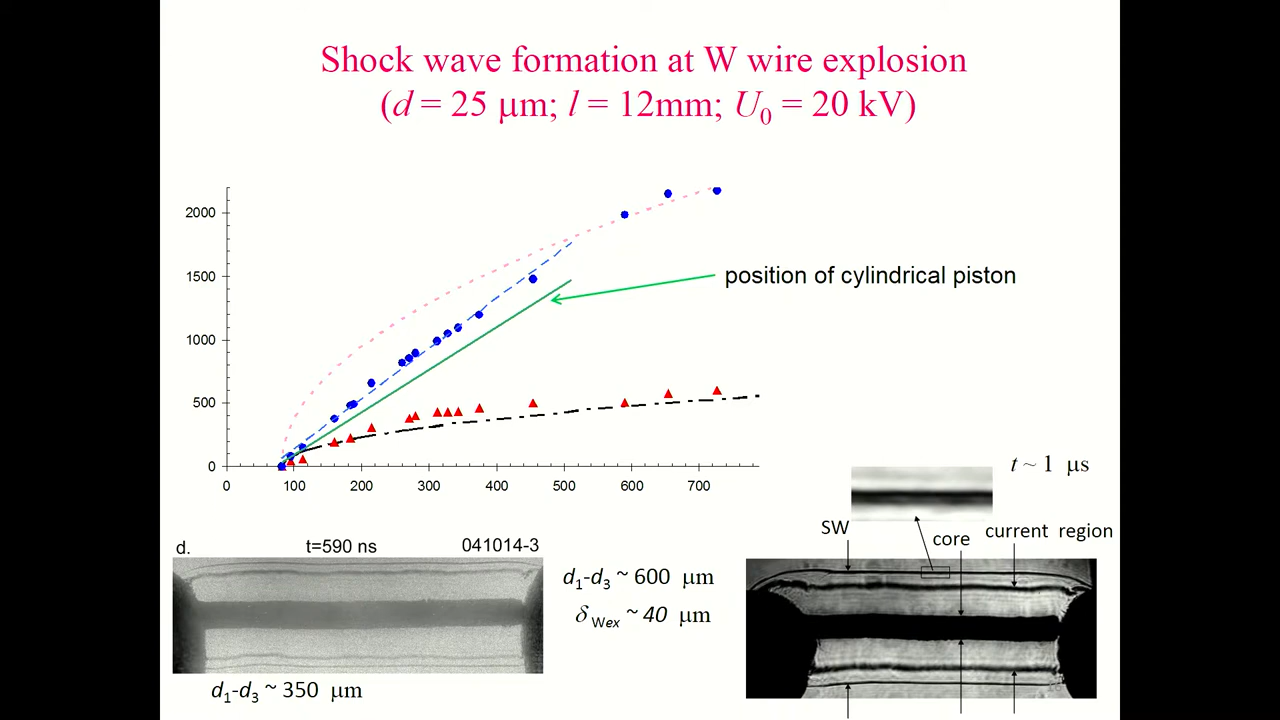 Shock wave formation at W wire explosion
(d = 25 μm; l = 12mm; U₀ = 20 kV)
2000
1500
1000
500
0
0 100 200 300 400 500 600 700
position of cylindrical piston
t ~ 1 μs
SW
core
current region
d.
t=590 ns
041014-3
d₁-d₃ ~ 600 μm
δ Wex ~ 40 μm
d₁-d₃ ~ 350 μm